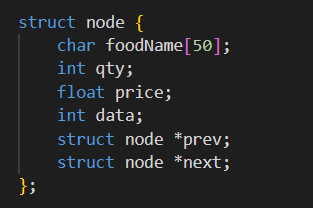 struct node {
    char foodName[50];
    int qty;
    float price;
    int data;
    struct node *prev;
    struct node *next;
};